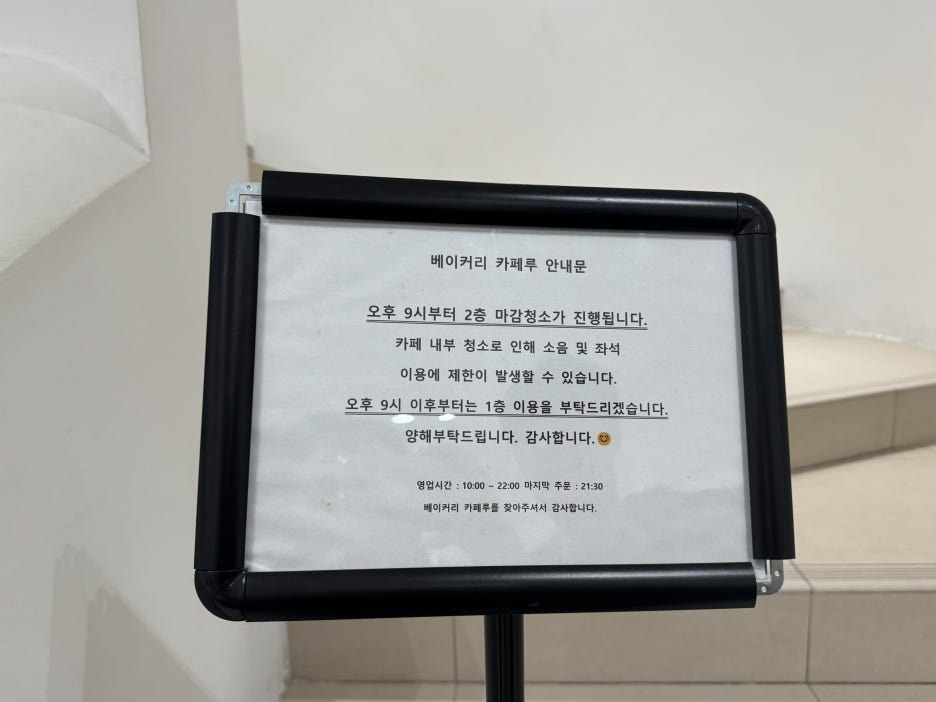 베이커리 카페루 안내문
오후 9시부터 2층 마감청소가 진행됩니다.
카페 내부 청소로 인해 소음 및 좌석
이용에 제한이 발생할 수 있습니다.
오후 9시 이후부터는 1층 이용을 부탁드리겠습니다.
양해부탁드립니다. 감사합니다.😊
영업시간 : 10:00 ~ 22:00 마지막 주문 : 21:30
베이커리 카페루를 찾아주셔서 감사합니다.